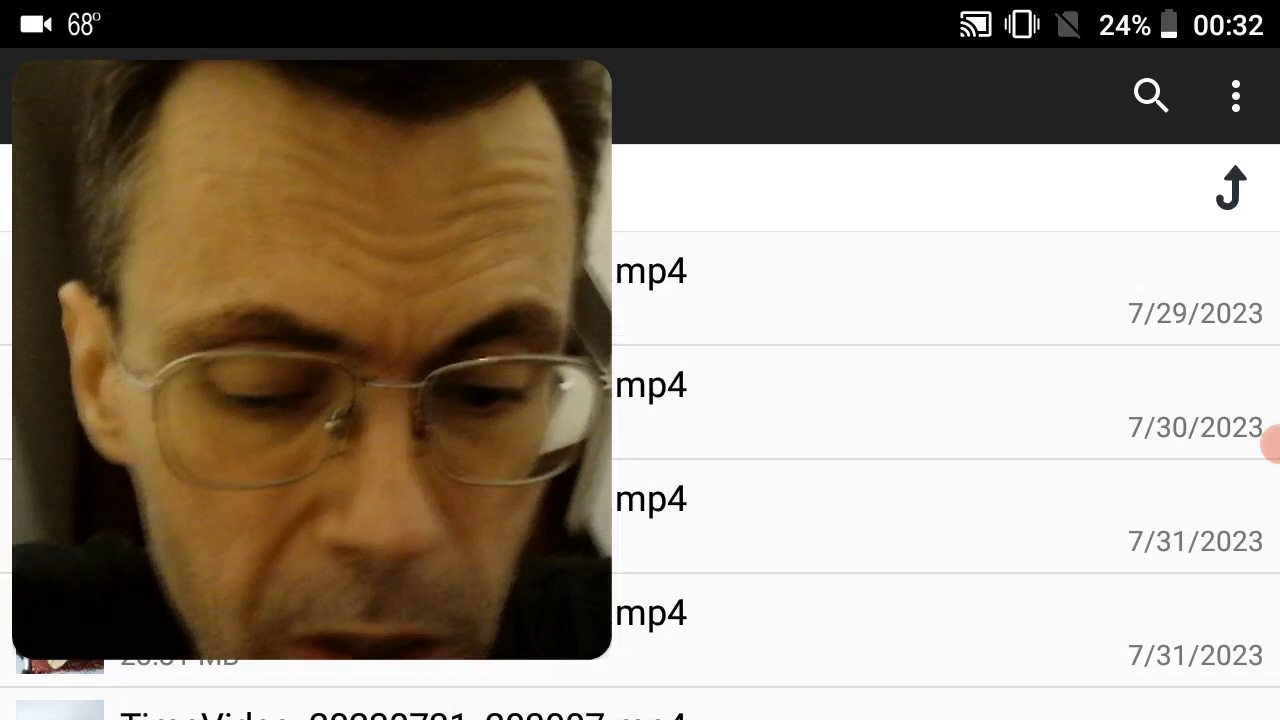 68° 24% 00:32
mp4
7/29/2023
mp4
7/30/2023
mp4
7/31/2023
mp4
7/31/2023